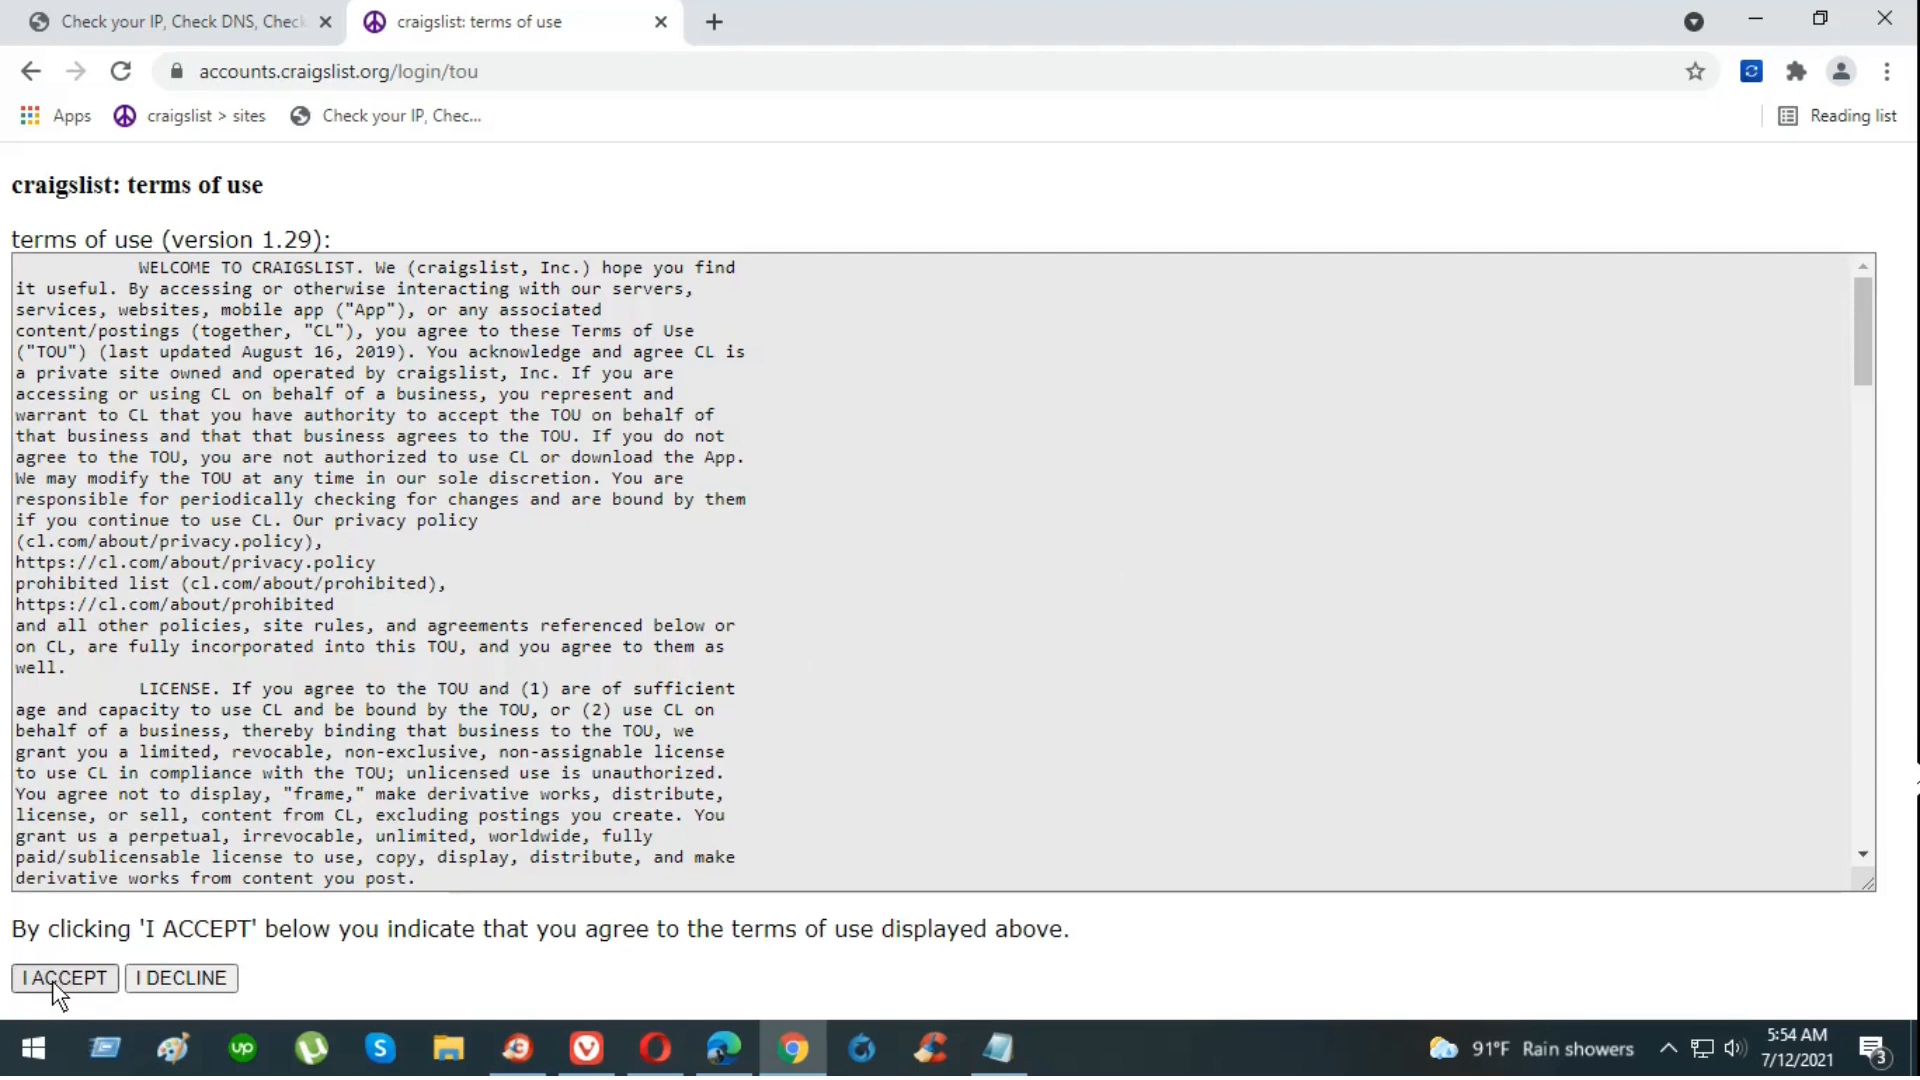 Check your IP, Check DNS, Check
craigslist: terms of use
accounts.craigslist.org/login/tou
Apps
craigslist > sites
Check your IP, Chec...
Reading list
craigslist: terms of use
terms of use (version 1.29):
WELCOME TO CRAIGSLIST. We (craigslist, Inc.) hope you find
it useful. By accessing or otherwise interacting with our servers,
services, websites, mobile app ("App"), or any associated
content/postings (together, "CL"), you agree to these Terms of Use
("TOU") (last updated August 16, 2019). You acknowledge and agree CL is
a private site owned and operated by craigslist, Inc. If you are
accessing or using CL on behalf of a business, you represent and
warrant to CL that you have authority to accept the TOU on behalf of
that business and that that business agrees to the TOU. If you do not
agree to the TOU, you are not authorized to use CL or download the App.
We may modify the TOU at any time in our sole discretion. You are
responsible for periodically checking for changes and are bound by them
if you continue to use CL. Our privacy policy
(cl.com/about/privacy.policy),
https://cl.com/about/privacy.policy
prohibited list (cl.com/about/prohibited),
https://cl.com/about/prohibited
and all other policies, site rules, and agreements referenced below or
on CL, are fully incorporated into this TOU, and you agree to them as
well.
LICENSE. If you agree to the TOU and (1) are of sufficient
age and capacity to use CL and be bound by the TOU, or (2) use CL on
behalf of a business, thereby binding that business to the TOU, we
grant you a limited, revocable, non-exclusive, non-assignable license
to use CL in compliance with the TOU; unlicensed use is unauthorized.
You agree not to display, "frame," make derivative works, distribute,
license, or sell, content from CL, excluding postings you create. You
grant us a perpetual, irrevocable, unlimited, worldwide, fully
paid/sublicensable license to use, copy, display, distribute, and make
derivative works from content you post.
By clicking 'I ACCEPT' below you indicate that you agree to the terms of use displayed above.
I ACCEPT
I DECLINE
up
S
91°F Rain showers
5:54 AM
7/12/2021
3